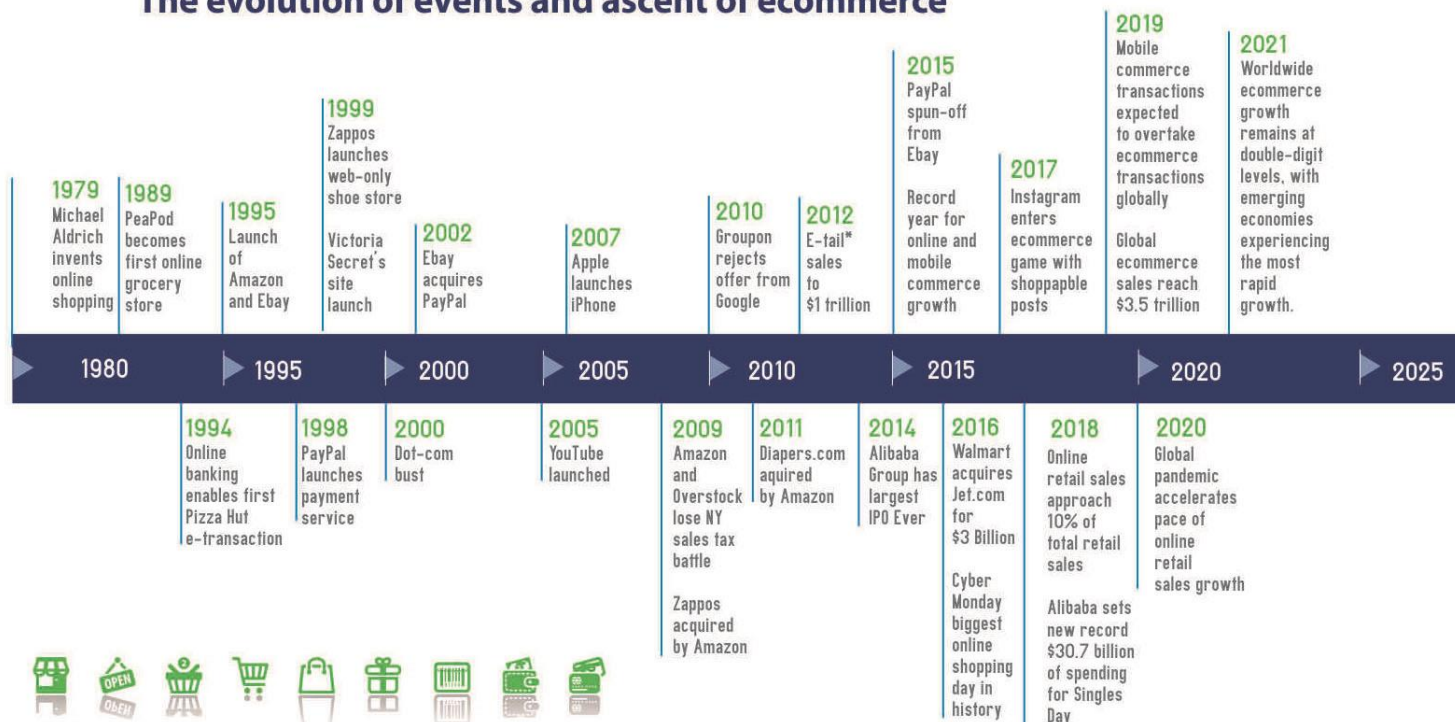 The evolution of events and ascent of ecommerce
1979
Michael
Aldrich
invents
online
shopping
1989
PeaPod
becomes
first online
grocery
store
1995
Launch
of
Amazon
and Ebay
1999
Zappos
launches
web-only
shoe store
Victoria
Secret's
site
launch
2002
Ebay
acquires
PayPal
2007
Apple
launches
iPhone
2010
Groupon
rejects
offer from
Google
2012
E-tail*
sales
to
$1 trillion
2015
PayPal
spun-off
from
Ebay
Record
year for
online and
mobile
commerce
growth
2017
Instagram
enters
ecommerce
game with
shoppapble
posts
2019
Mobile
commerce
transactions
expected
to overtake
ecommerce
transactions
globally
Global
ecommerce
sales reach
$3.5 trillion
2021
Worldwide
ecommerce
growth
remains at
double-digit
levels, with
emerging
economies
experiencing
the most
rapid
growth.
1980
1995
2000
2005
2010
2015
2020
2025
1994
Online
banking
enables first
Pizza Hut
e-transaction
1998
PayPal
launches
payment
service
2000
Dot-com
bust
2005
YouTube
launched
2009
Amazon
and
Overstock
lose NY
sales tax
battle
Zappos
acquired
by Amazon
2011
Diapers.com
aquired
by Amazon
2014
Alibaba
Group has
largest
IPO Ever
2016
Walmart
acquires
Jet.com
for
$3 Billion
Cyber
Monday
biggest
online
shopping
day in
history
2018
Online
retail sales
approach
10% of
total retail
sales
Alibaba sets
new record
$30.7 billion
of spending
for Singles
Day
2020
Global
pandemic
accelerates
pace of
online
retail
sales growth
OPEN
2